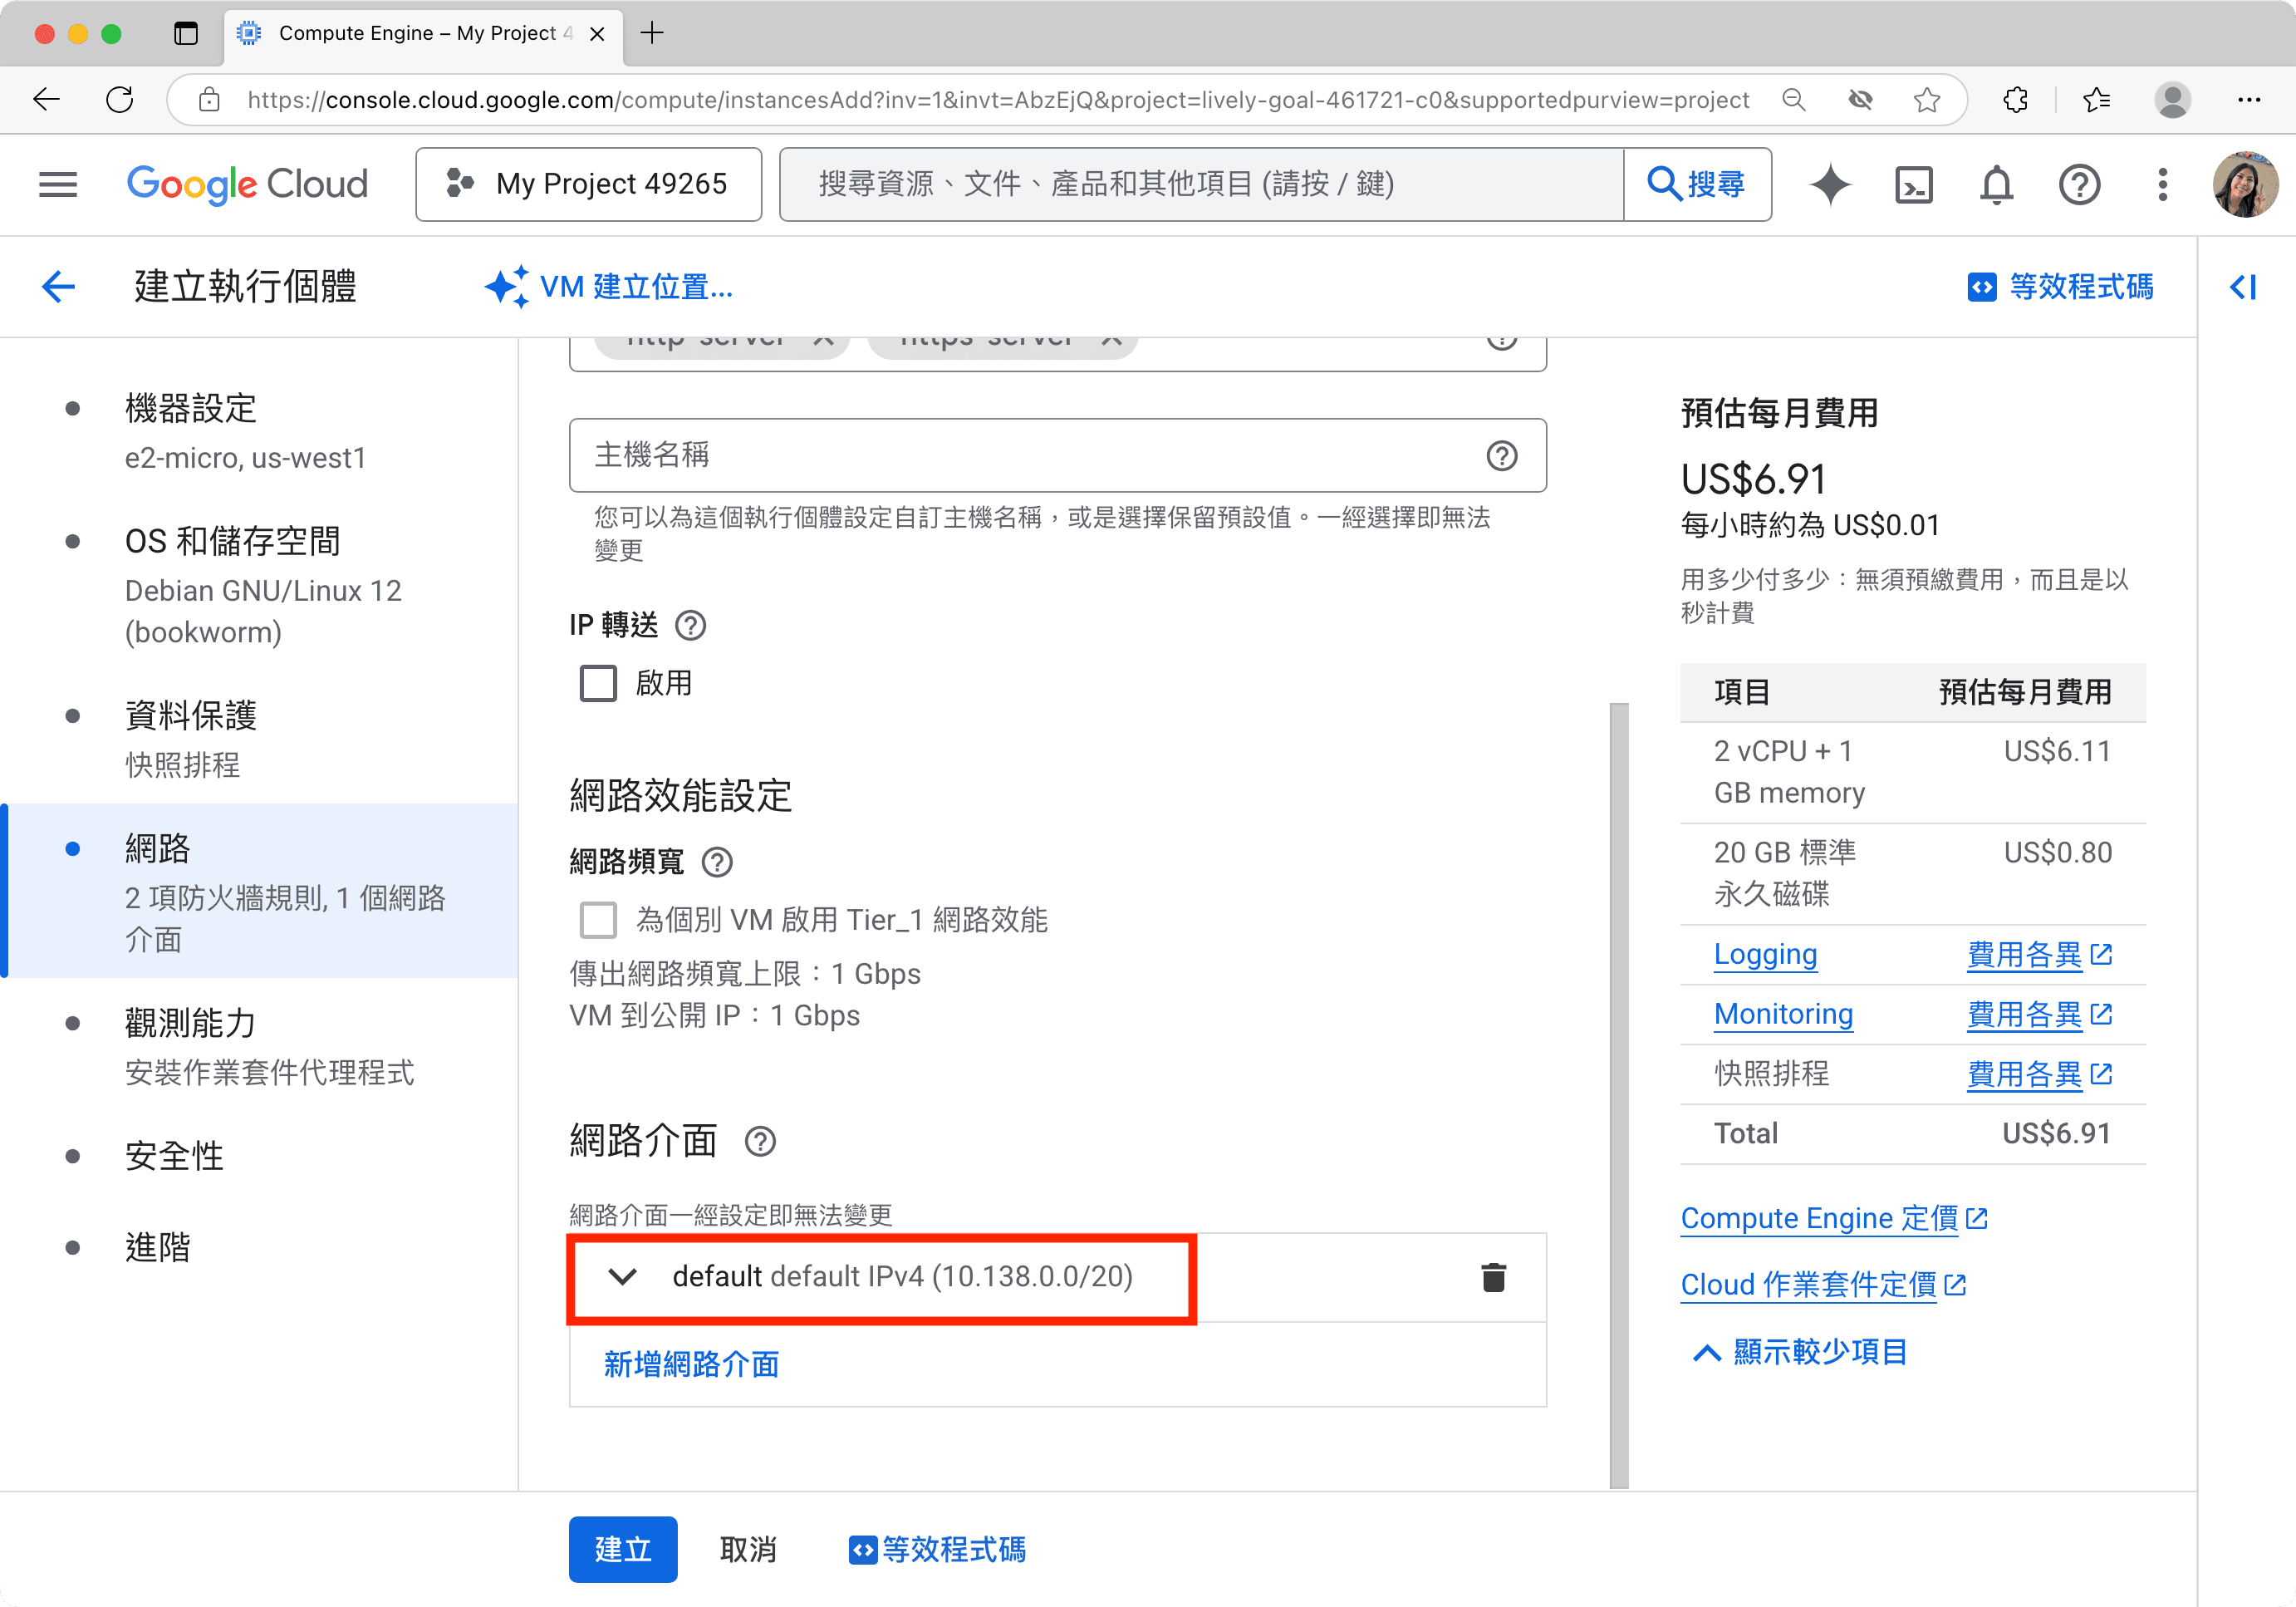 Compute Engine – My Project 4
https://console.cloud.google.com/compute/instancesAdd?inv=1&invt=AbzEjQ&project=lively-goal-461721-c0&supportedpurview=project
Google Cloud
My Project 49265
搜尋資源、文件、產品和其他項目 (請按 / 鍵)
搜尋
建立執行個體
VM 建立位置...
等效程式碼
機器設定
e2-micro, us-west1
OS 和儲存空間
Debian GNU/Linux 12
(bookworm)
資料保護
快照排程
網路
2 項防火牆規則, 1 個網路
介面
觀測能力
安裝作業套件代理程式
安全性
進階
http-server
https-server
主機名稱
您可以為這個執行個體設定自訂主機名稱，或是選擇保留預設值。一經選擇即無法
變更
IP 轉送
啟用
網路效能設定
網路頻寬
為個別 VM 啟用 Tier_1 網路效能
傳出網路頻寬上限：1 Gbps
VM 到公開 IP：1 Gbps
網路介面
網路介面一經設定即無法變更
default default IPv4 (10.138.0.0/20)
新增網路介面
預估每月費用
US$6.91
每小時約為 US$0.01
用多少付多少：無須預繳費用，而且是以
秒計費
項目 預估每月費用
2 vCPU + 1 US$6.11
GB memory
20 GB 標準 US$0.80
永久磁碟
Logging 費用各異
Monitoring 費用各異
快照排程 費用各異
Total US$6.91
Compute Engine 定價
Cloud 作業套件定價
顯示較少項目
建立
取消
等效程式碼